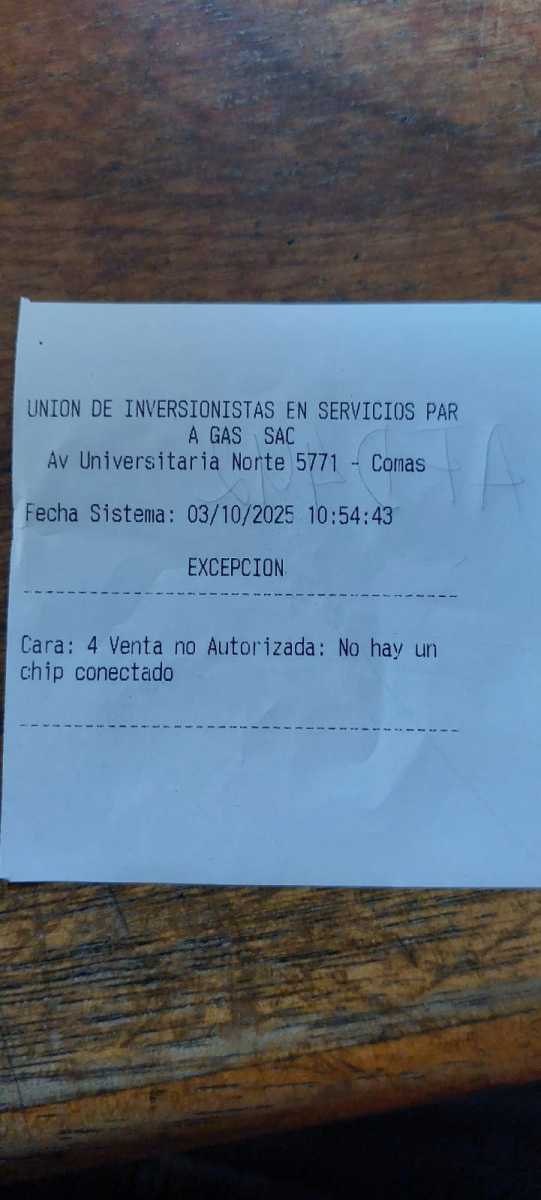 UNION DE INVERSIONISTAS EN SERVICIOS PAR
A GAS SAC
Av Universitaria Norte 5771 - Comas
Fecha Sistema: 03/10/2025 10:54:43
EXCEPCION
Cara: 4 Venta no Autorizada: No hay un
chip conectado